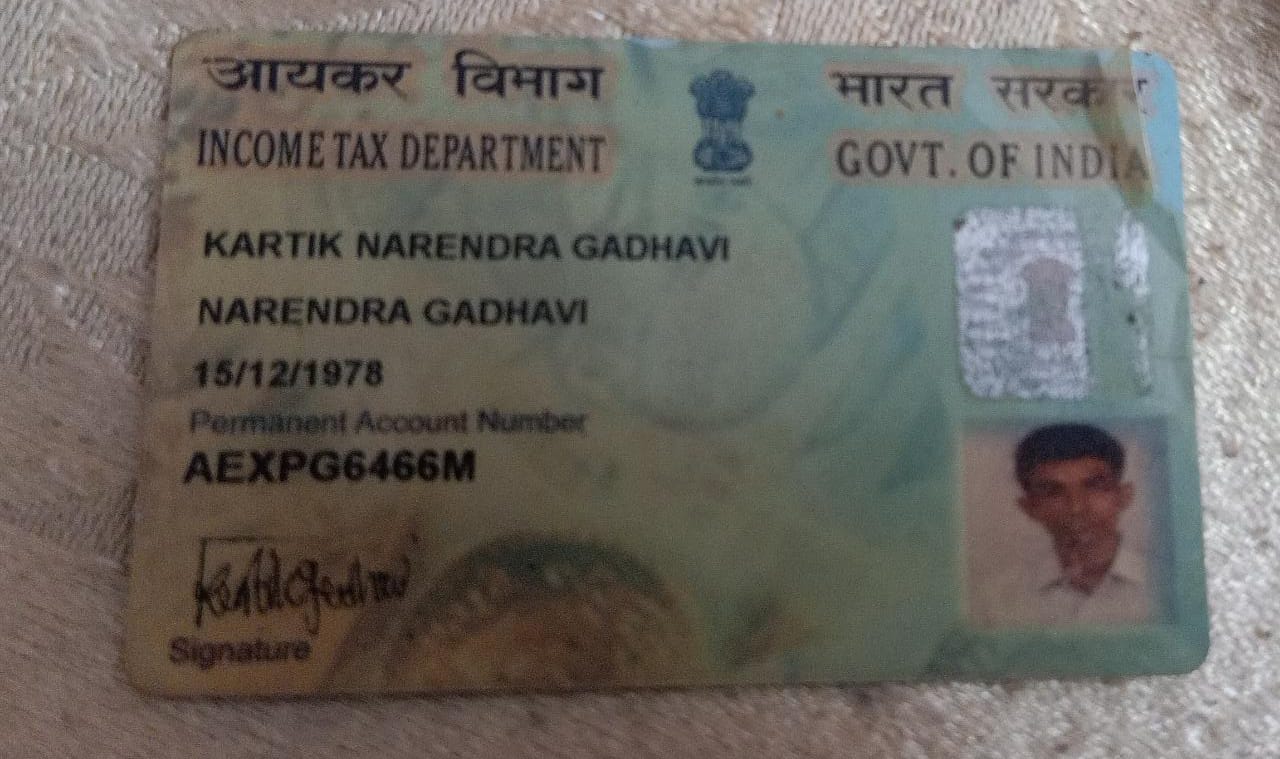 आयकर विभाग
INCOME TAX DEPARTMENT
भारत सरकार
GOVT. OF INDIA
KARTIK NARENDRA GADHAVI
NARENDRA GADHAVI
15/12/1978
Permanent Account Number
AEXPG6466M
Signature